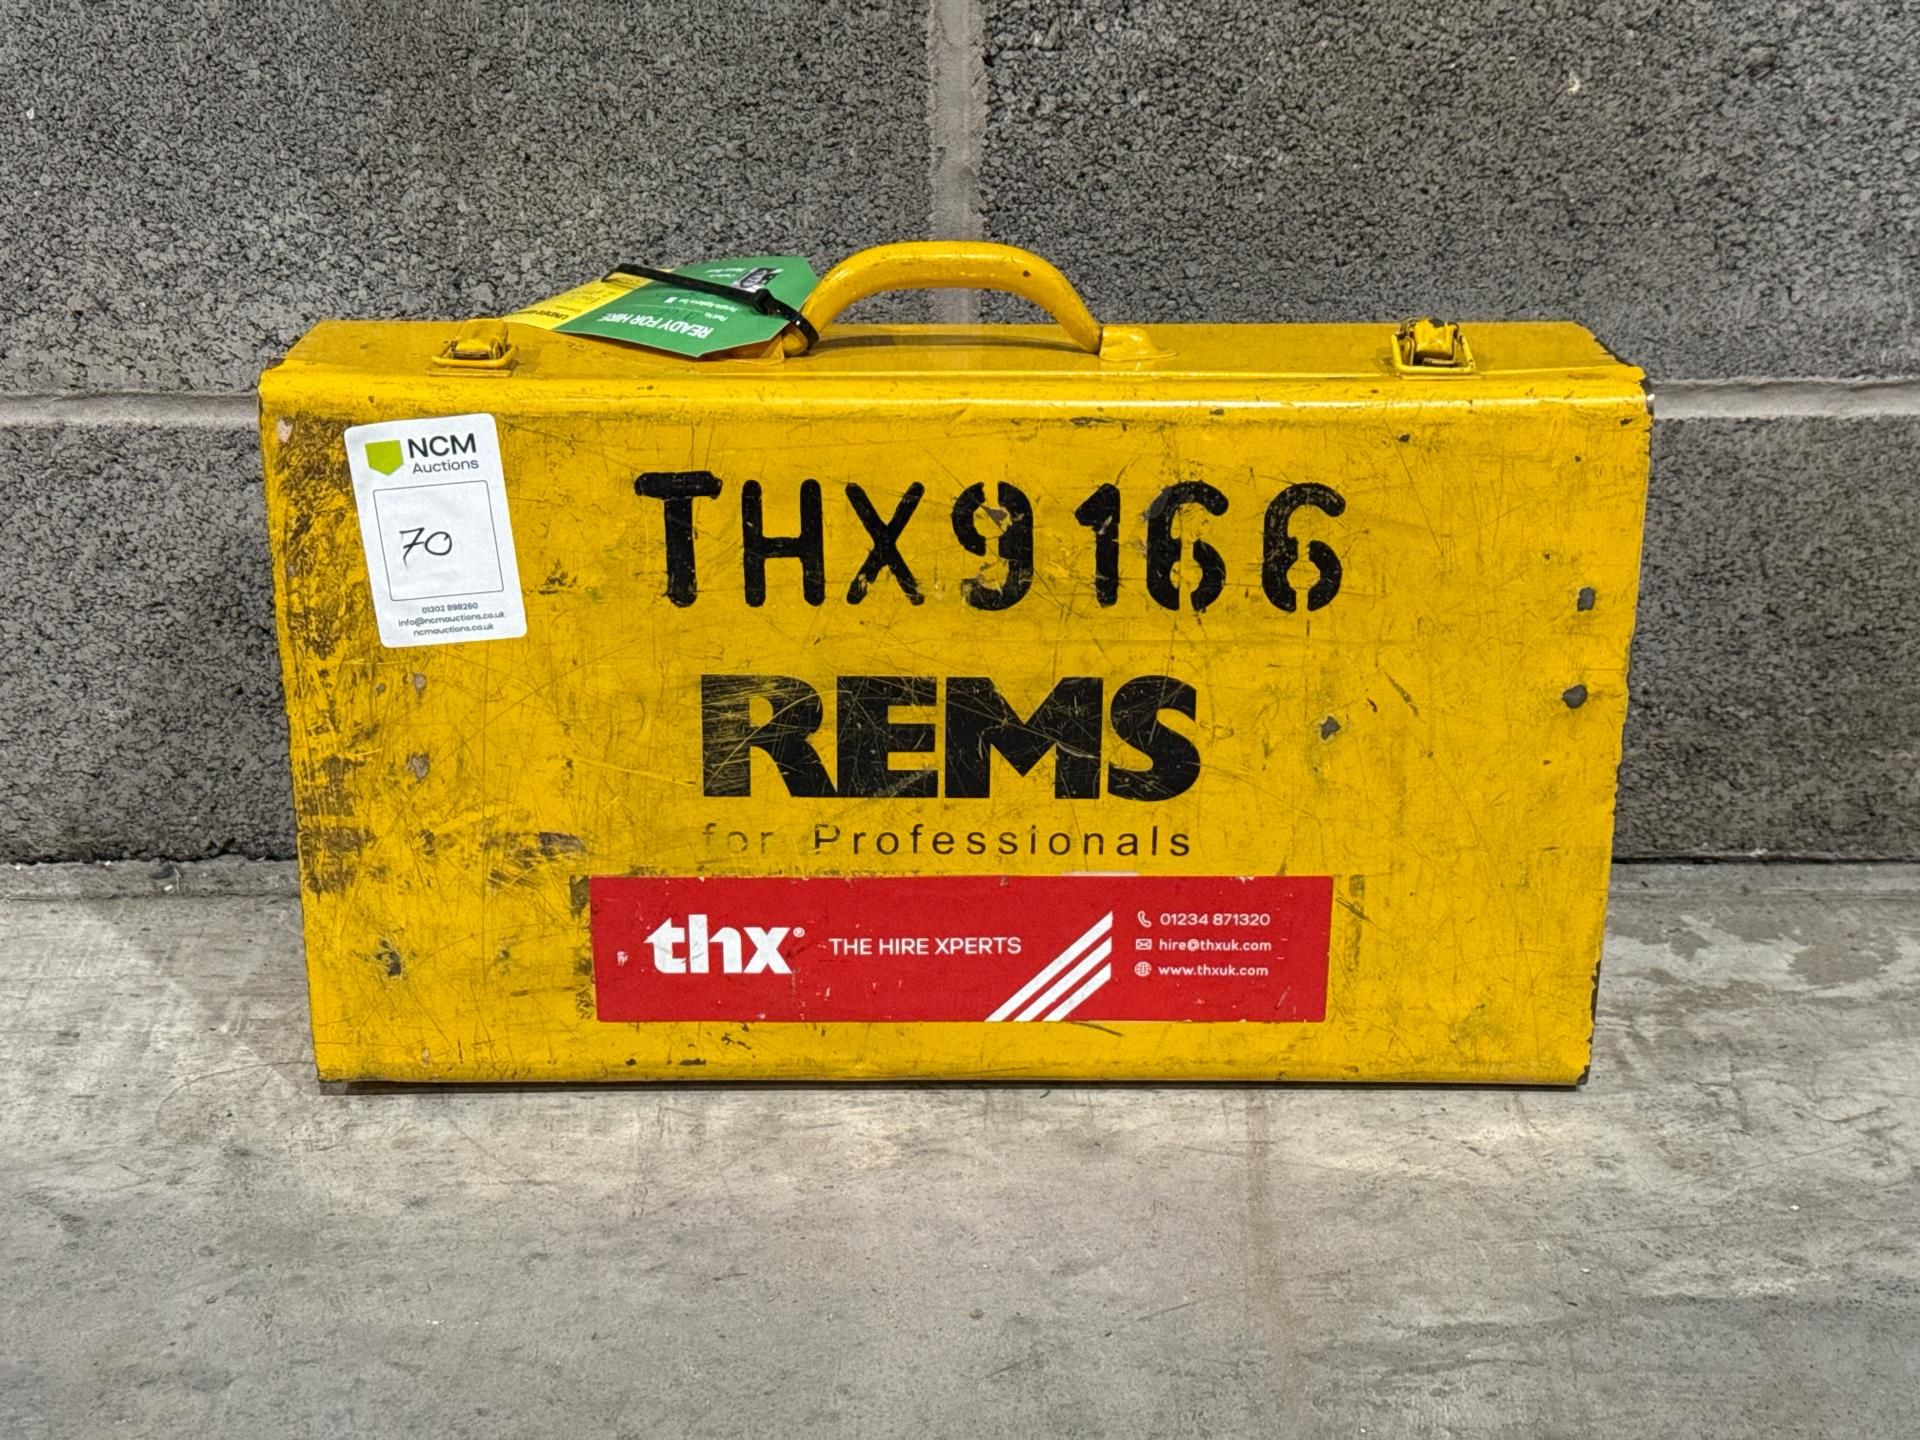 READY FOR HIRE
NCM
Auctions
70
01302 898260
info@ncmauctions.co.uk
ncmauctions.co.uk
THX9166
REMS
for Professionals
thx®
THE HIRE XPERTS
01234 871320
hire@thxuk.com
www.thxuk.com